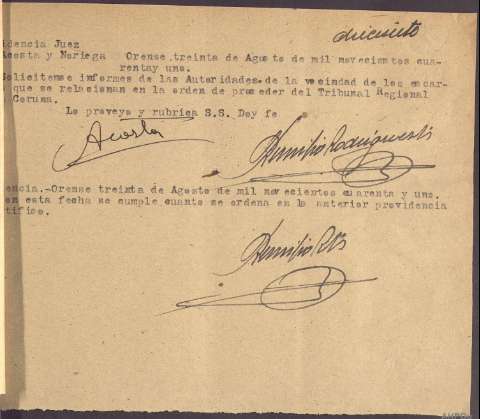 dieciocho
idencia Juez
Acosta y Noriega Orense, treinta de Agosto de mil novecientos cua-
rentay uno.
Solicitense informes de las Autoridades de la vecindad de los encar-
s que se relacionan en la orden de proceder del Tribunal Regional
a Coruña.
Lo proveyo y rubrica S.S. Doy fe
Acosta
encia.-Orense treinta de Agosto de mil novecientos cuarenta y uno.
en esta fecha se cumple cuanto se ordena en la anterior providencia
tifico.